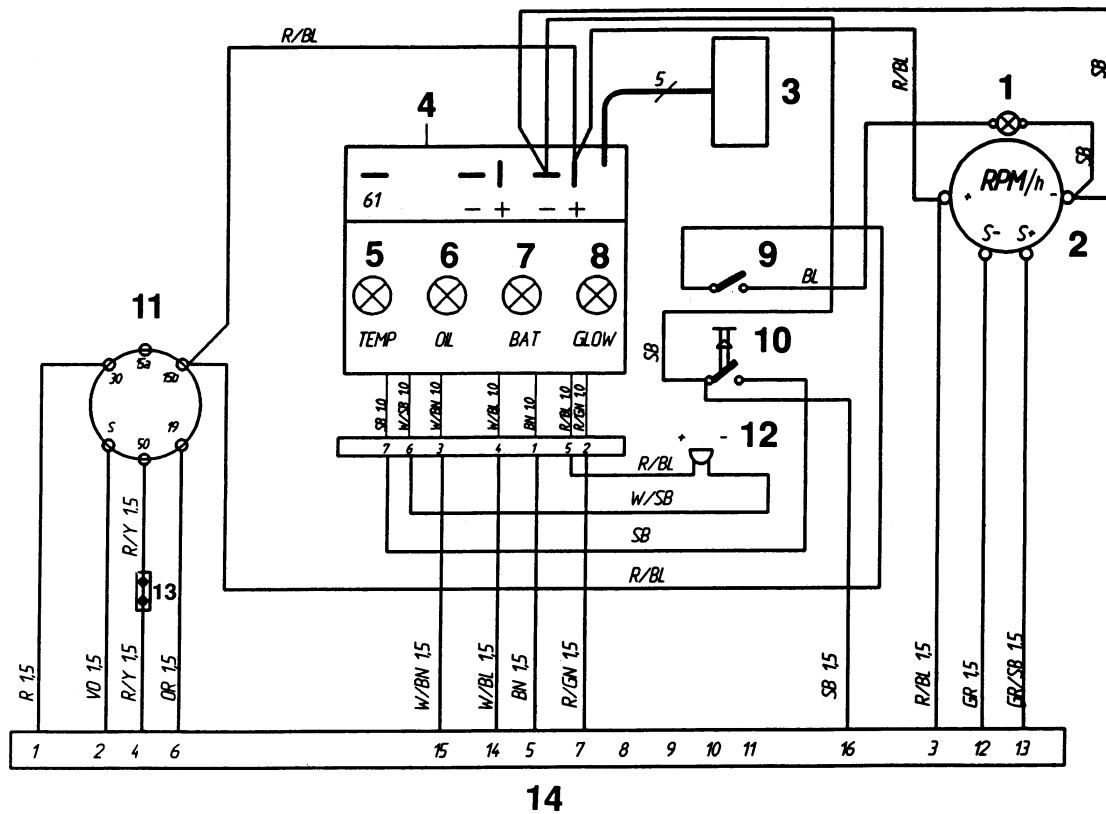 R/BL
5
3
4
R/BL
1
SB
SB
RPM/h
+
-
S-
S+
2
61
- +
- +
5
6
7
8
TEMP
OIL
BAT
GLOW
9
BL
10
SB
11
30
15a
15b
S
50
19
SB 1.0
W/SB 1.0
W/BN 1.0
W/BL 1.0
BN 1.0
R/BL 1.0
R/GN 1.0
7
6
3
4
1
5
2
+
-
12
R/BL
W/SB
SB
R/BL
R/Y 1,5
13
R 1,5
VO 1,5
R/Y 1,5
OR 1,5
W/BN 1,5
W/BL 1,5
BN 1,5
R/GN 1,5
SB 1,5
R/BL 1,5
GR 1,5
GR/SB 1,5
1
2
4
6
15
14
5
7
8
9
10
11
16
3
12
13
14